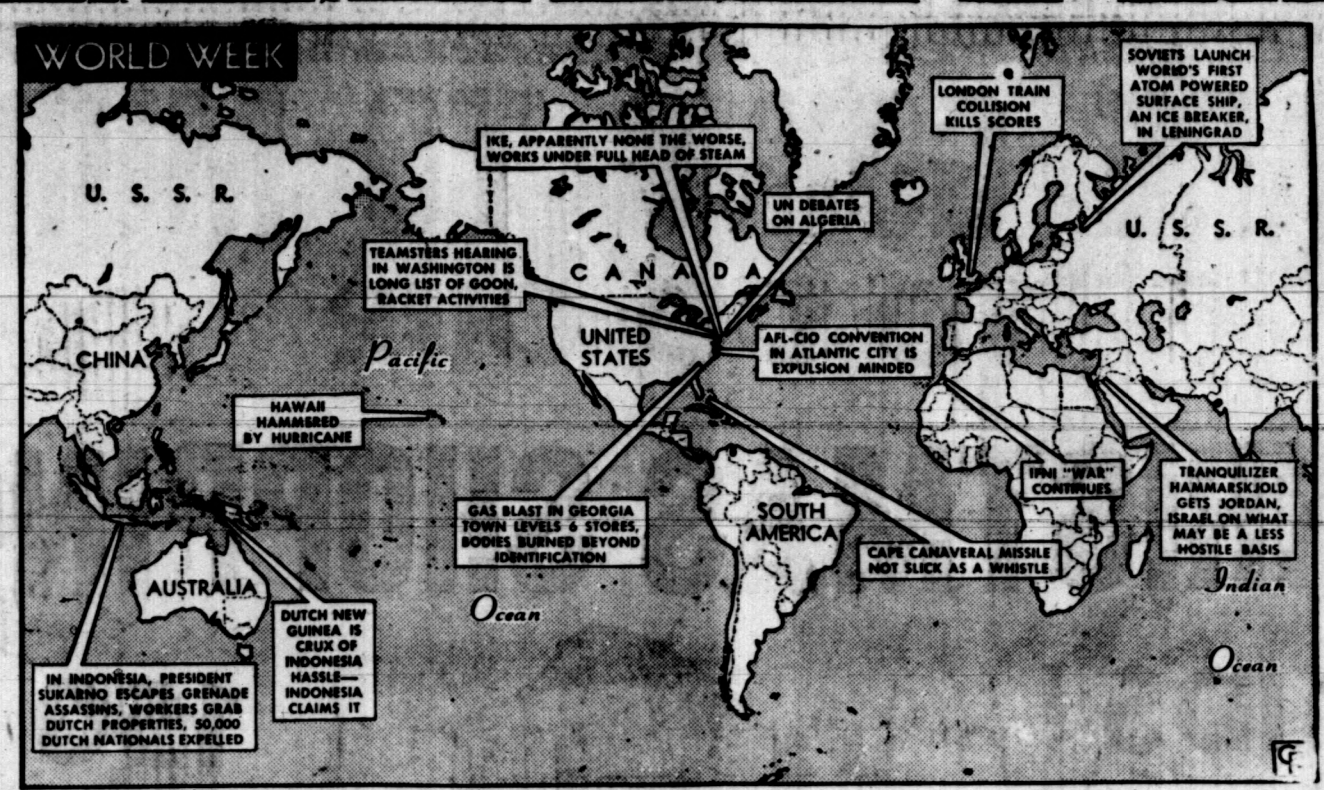 WORLD WEEK
SOVIETS LAUNCH
WORLD'S FIRST
ATOM POWERED
SURFACE SHIP,
AN ICE BREAKER,
IN LENINGRAD
LONDON TRAIN
COLLISION
KILLS SCORES
IKE, APPARENTLY NONE THE WORSE,
WORKS UNDER FULL HEAD OF STEAM
UN DEBATES
ON ALGERIA
U. S. S. R.
U. S. S. R.
TEAMSTERS HEARING
IN WASHINGTON IS
LONG LIST OF GOON,
RACKET ACTIVITIES
CANADA
UNITED
STATES
AFL-CIO CONVENTION
IN ATLANTIC CITY IS
EXPULSION MINDED
CHINA
Pacific
HAWAII
HAMMERED
BY HURRICANE
GAS BLAST IN GEORGIA
TOWN LEVELS 6 STORES,
BODIES BURNED BEYOND
IDENTIFICATION
SOUTH
AMERICA
IFNI "WAR"
CONTINUES
TRANQUILIZER
HAMMARSKJOLD
GETS JORDAN,
ISRAEL ON WHAT
MAY BE A LESS
HOSTILE BASIS
CAPE CANAVERAL MISSILE
NOT SLICK AS A WHISTLE
AUSTRALIA
Ocean
Indian
Ocean
DUTCH NEW
GUINEA IS
CRUX OF
INDONESIA
HASSLE—
INDONESIA
CLAIMS IT
IN INDONESIA, PRESIDENT
SUKARNO ESCAPES GRENADE
ASSASSINS, WORKERS GRAB
DUTCH PROPERTIES, 50,000
DUTCH NATIONALS EXPELLED